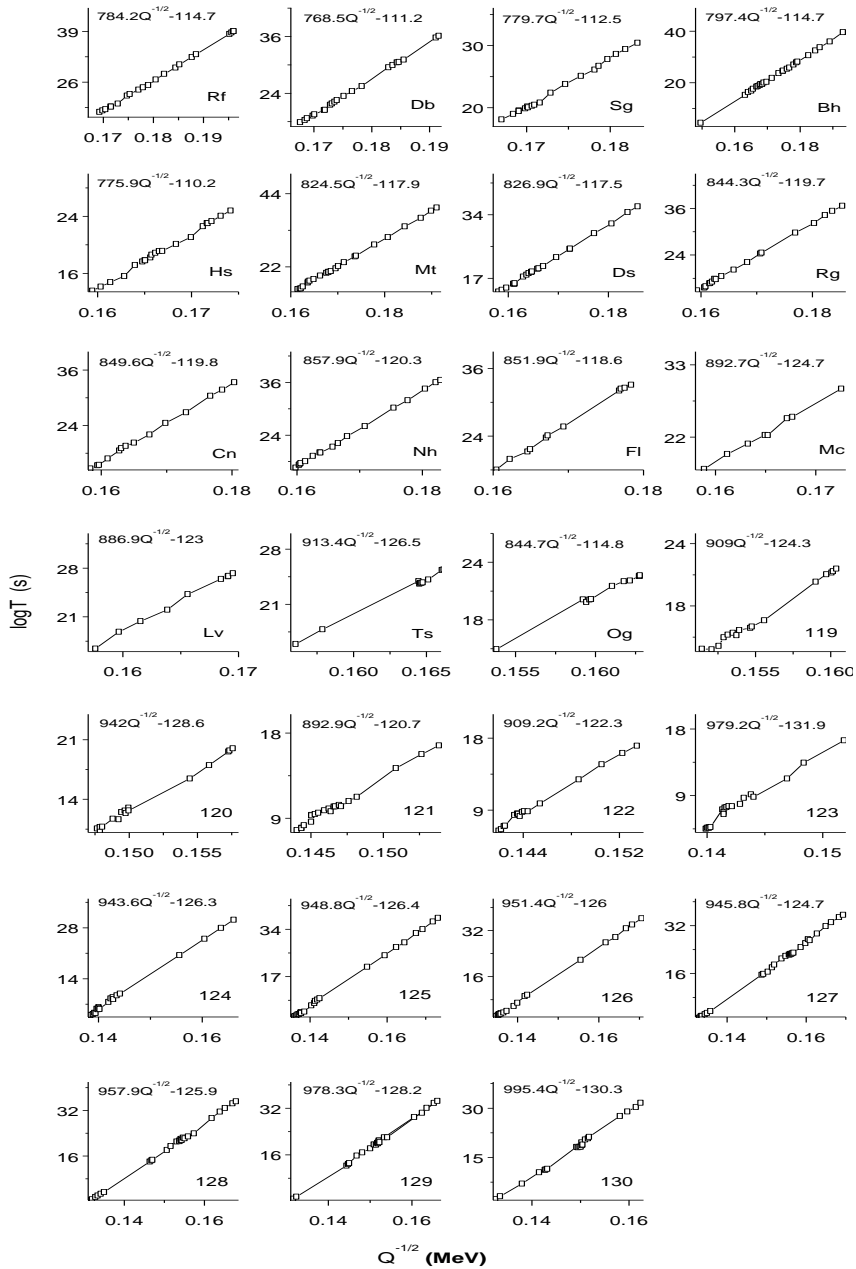 784.2Q^-1/2-114.7
768.5Q^-1/2-111.2
779.7Q^-1/2-112.5
797.4Q^-1/2-114.7
39
26
36
24
30
20
40
20
Rf
Db
Sg
Bh
0.17 0.18 0.19
0.17 0.18 0.19
0.17 0.18
0.16 0.18
775.9Q^-1/2-110.2
824.5Q^-1/2-117.9
826.9Q^-1/2-117.5
844.3Q^-1/2-119.7
24
16
44
22
34
17
36
24
Hs
Mt
Ds
Rg
0.16 0.17
0.16 0.18
0.16 0.18
0.16 0.18
849.6Q^-1/2-119.8
857.9Q^-1/2-120.3
851.9Q^-1/2-118.6
892.7Q^-1/2-124.7
36
24
36
24
33
22
33
22
Cn
Nh
Fl
Mc
0.16 0.18
0.16 0.18
0.16 0.18
0.16 0.17
logT (s)
886.9Q^-1/2-123
913.4Q^-1/2-126.5
844.7Q^-1/2-114.8
909Q^-1/2-124.3
28
21
28
21
24
16
24
18
Lv
Ts
Og
119
0.16 0.17
0.160 0.165
0.155 0.160
0.155 0.160
942Q^-1/2-128.6
892.9Q^-1/2-120.7
909.2Q^-1/2-122.3
979.2Q^-1/2-131.9
21
14
18
9
18
9
18
9
120
121
122
123
0.150 0.155
0.145 0.150
0.144 0.152
0.14 0.15
943.6Q^-1/2-126.3
948.8Q^-1/2-126.4
951.4Q^-1/2-126
945.8Q^-1/2-124.7
28
14
34
17
32
16
32
16
124
125
126
127
0.14 0.16
0.14 0.16
0.14 0.16
0.14 0.16
957.9Q^-1/2-125.9
978.3Q^-1/2-128.2
995.4Q^-1/2-130.3
32
16
32
16
30
15
128
129
130
0.14 0.16
0.14 0.16
0.14 0.16
Q^-1/2 (MeV)